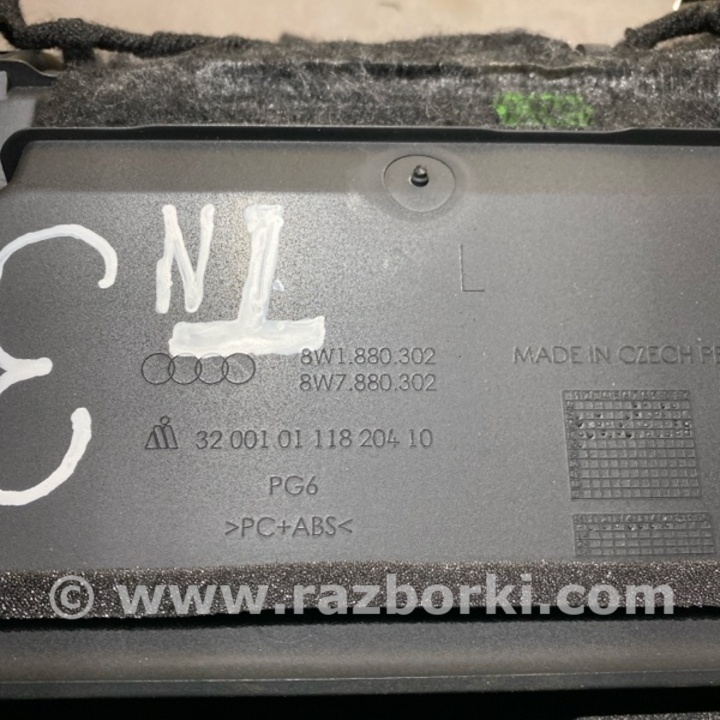 L
8W1.880.302
8W7.880.302
MADE IN CZECH
32 001 01 118 204 10
PG6
>PC+ABS<
© www.razborki.com